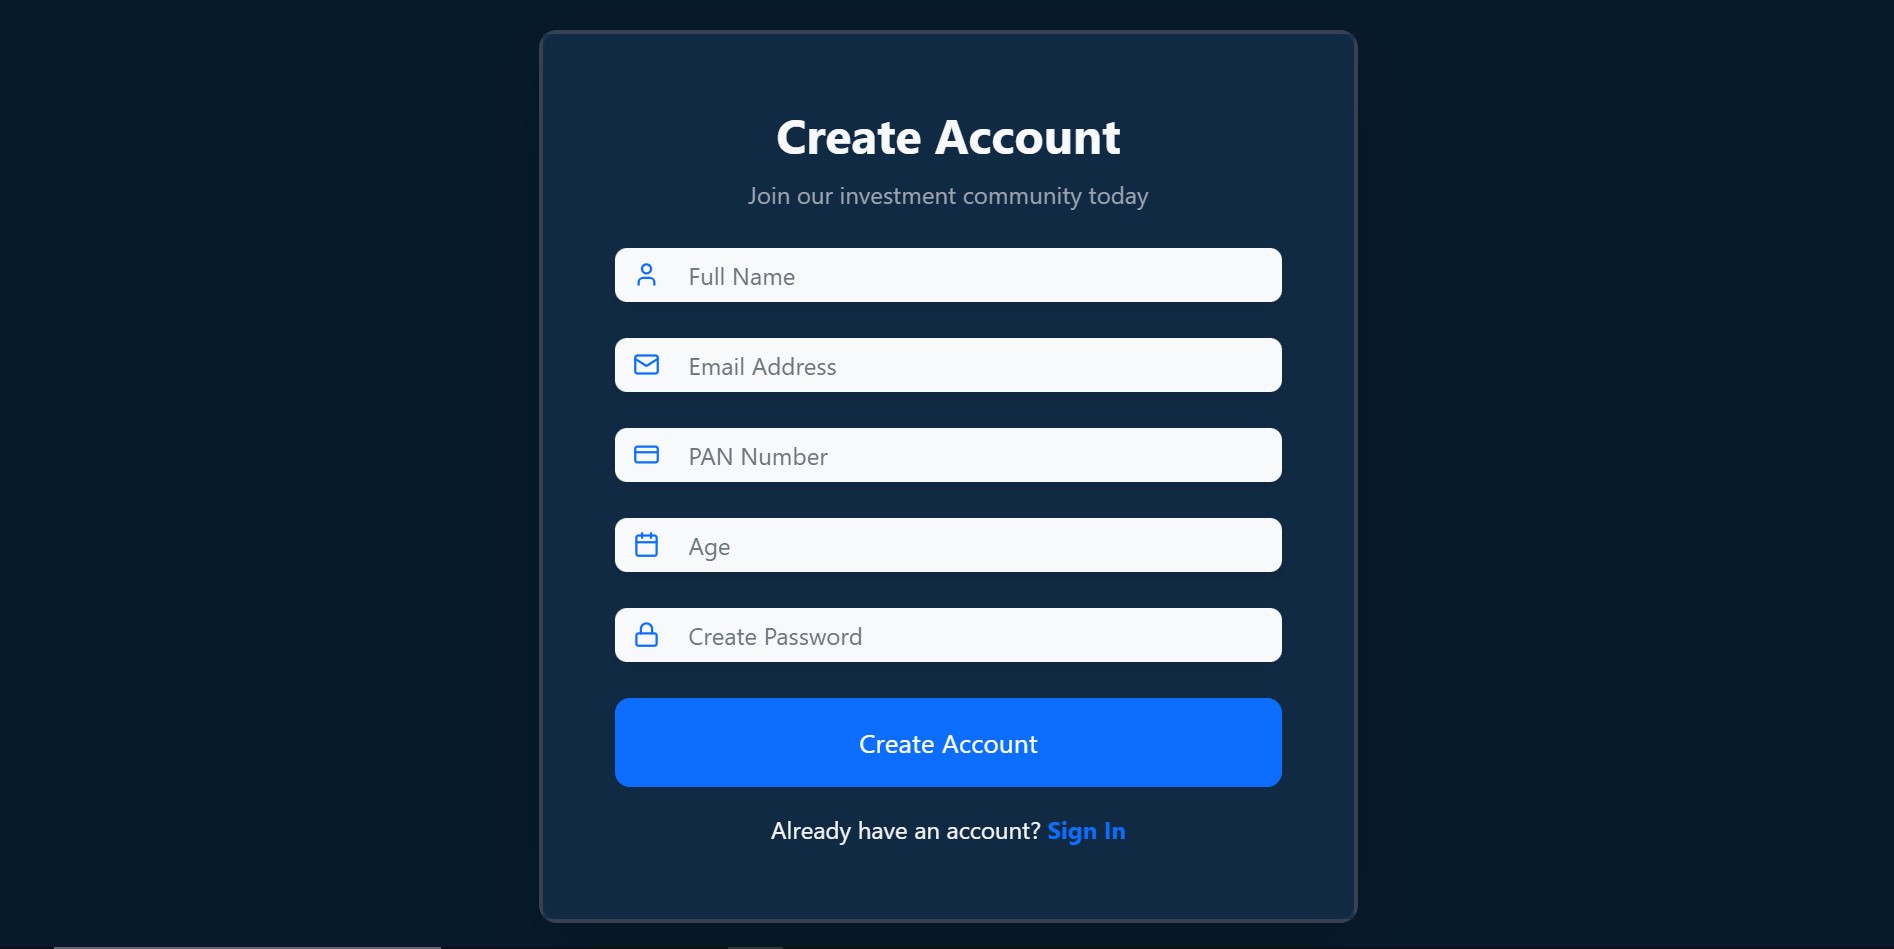 Create Account
Join our investment community today
Full Name
Email Address
PAN Number
Age
Create Password
Create Account
Already have an account? Sign In